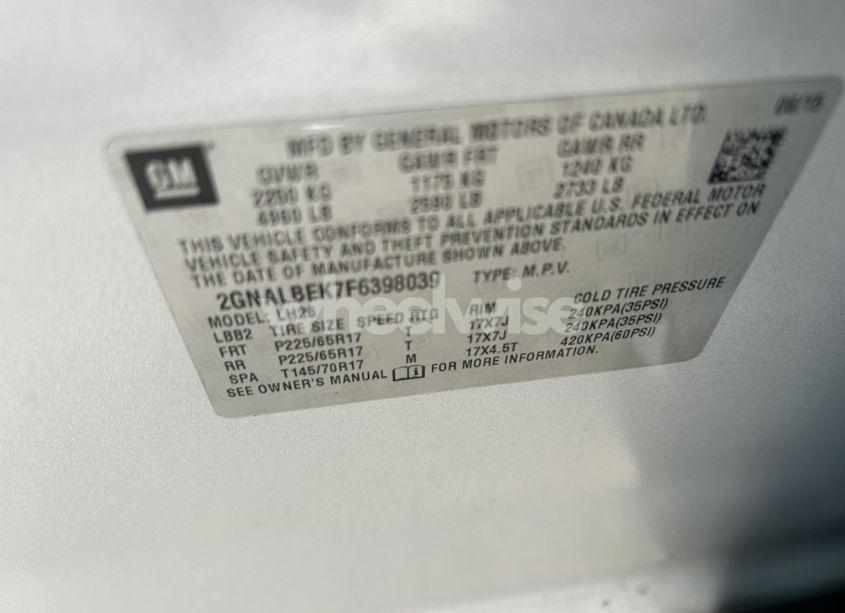 GM
MFD BY GENERAL MOTORS OF CANADA LTD. 06/15
GVWR GAWR FRT GAWR RR
2250 KG 1175 KG 1240 KG
4960 LB 2590 LB 2733 LB
THIS VEHICLE CONFORMS TO ALL APPLICABLE U.S. FEDERAL MOTOR
VEHICLE SAFETY AND THEFT PREVENTION STANDARDS IN EFFECT ON
THE DATE OF MANUFACTURE SHOWN ABOVE.
2GNALBEK7F6398039 TYPE: M.P.V.
MODEL: LH26
LBB2 TIRE SIZE SPEED RTG RIM COLD TIRE PRESSURE
FRT P225/65R17 T 17X7J 240KPA(35PSI)
RR P225/65R17 T 17X7J 240KPA(35PSI)
SPA T145/70R17 M 17X4.5T 420KPA(60PSI)
SEE OWNER'S MANUAL FOR MORE INFORMATION.
wheelwise